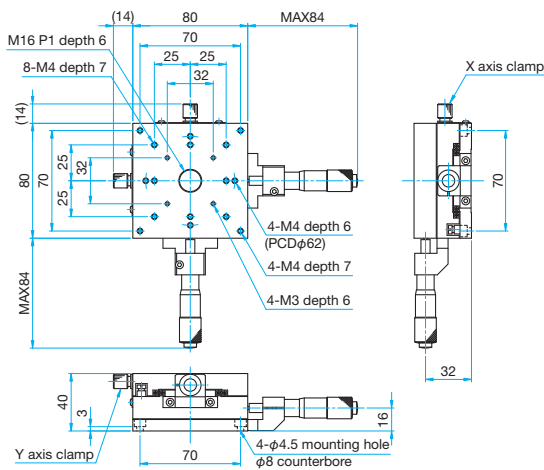 (14)
80
MAX84
M16 P1 depth 6
70
8-M4 depth 7
25
25
32
X axis clamp
(14)
80
70
25
32
25
70
4-M4 depth 6
(PCDφ62)
4-M4 depth 7
4-M3 depth 6
MAX84
32
40
3
16
Y axis clamp
70
4-φ4.5 mounting hole
φ8 counterbore